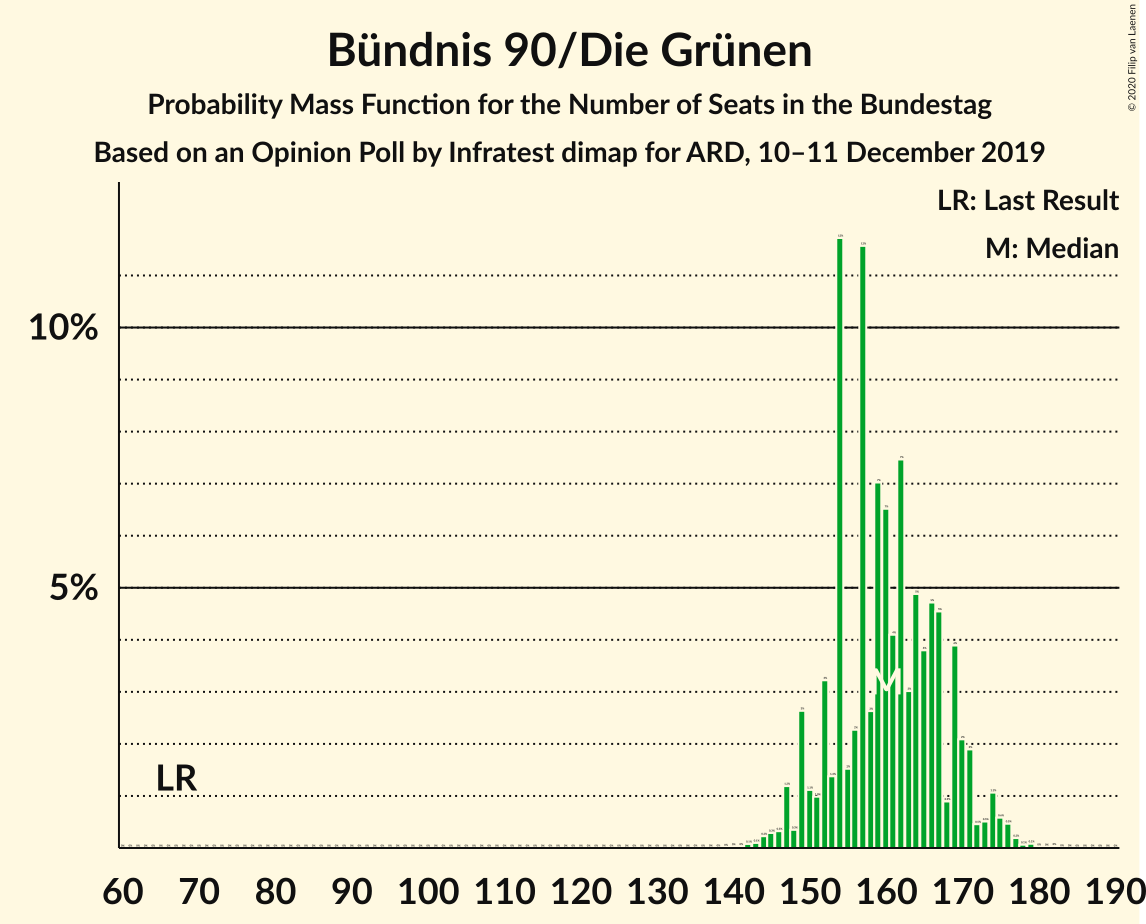 Bündnis 90/Die Grünen
Probability Mass Function for the Number of Seats in the Bundestag
Based on an Opinion Poll by Infratest dimap for ARD, 10–11 December 2019
© 2020 Filip van Laenen
LR: Last Result
M: Median
10%
5%
LR
M
60 70 80 90 100 110 120 130 140 150 160 170 180 190